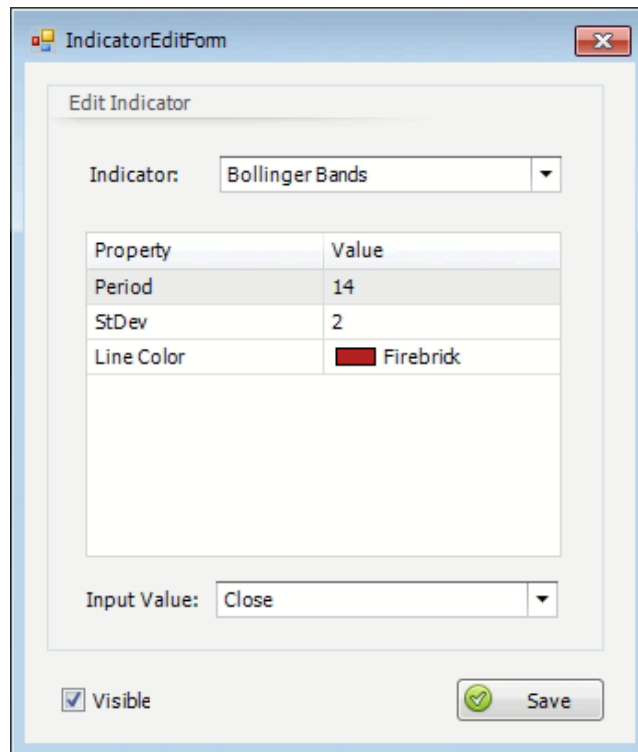 IndicatorEditForm
Edit Indicator
Indicator: Bollinger Bands
Property Value
Period 14
StDev 2
Line Color Firebrick
Input Value: Close
Visible Save